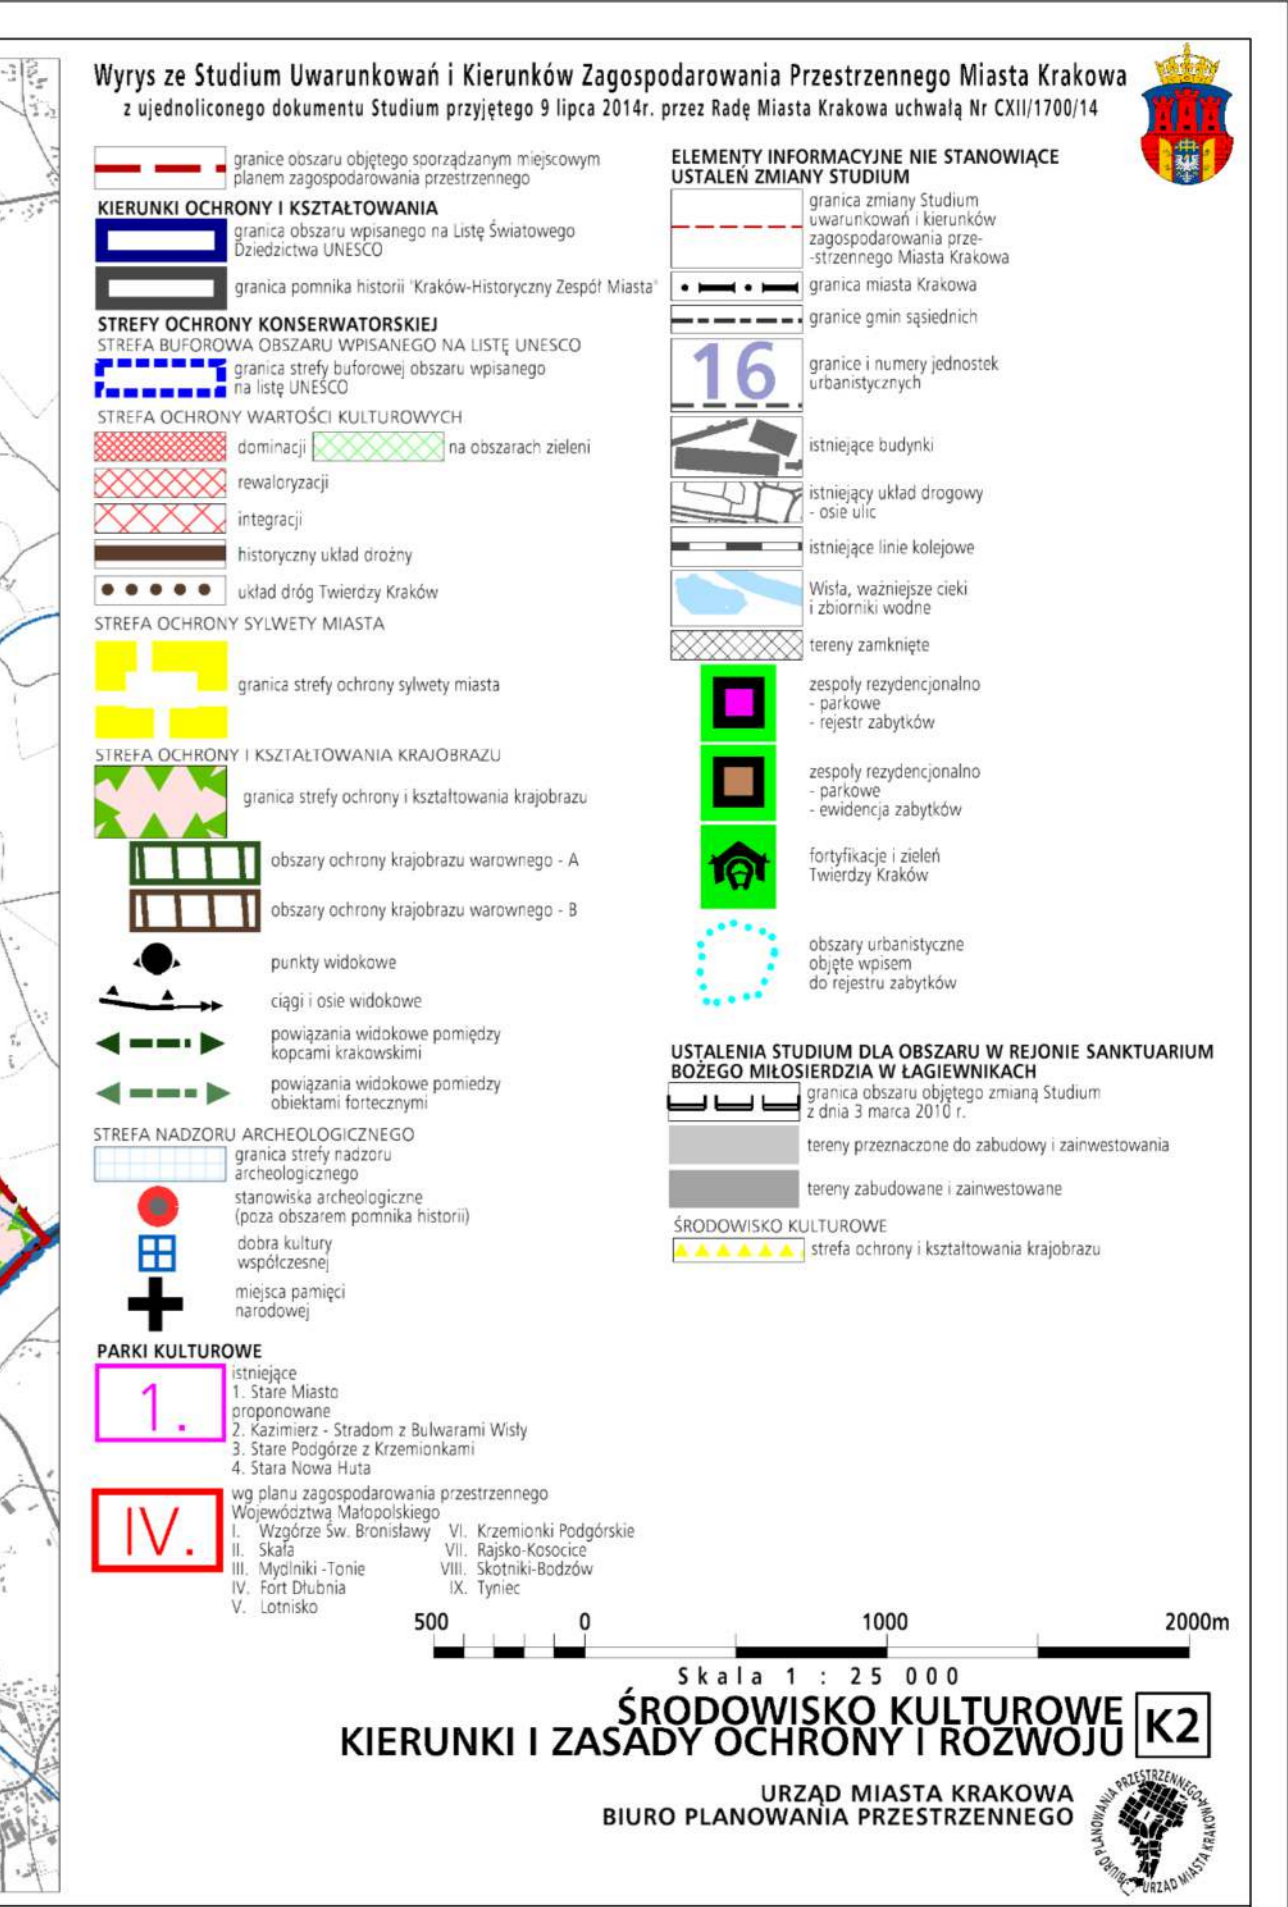 Wyrys ze Studium Uwarunkowań i Kierunków Zagospodarowania Przestrzennego Miasta Krakowa
z ujednoliconego dokumentu Studium przyjętego 9 lipca 2014r. przez Radę Miasta Krakowa uchwałą Nr CXII/1700/14
granice obszaru objętego sporządzanym miejscowym
planem zagospodarowania przestrzennego
KIERUNKI OCHRONY I KSZTAŁTOWANIA
granica obszaru wpisanego na Listę Światowego
Dziedzictwa UNESCO
granica pomnika historii "Kraków-Historyczny Zespół Miasta"
STREFY OCHRONY KONSERWATORSKIEJ
STREFA BUFOROWA OBSZARU WPISANEGO NA LISTĘ UNESCO
granica strefy buforowej obszaru wpisanego
na listę UNESCO
STREFA OCHRONY WARTOŚCI KULTUROWYCH
dominacji
na obszarach zieleni
rewaloryzacji
integracji
historyczny układ drożny
układ dróg Twierdzy Kraków
STREFA OCHRONY SYLWETY MIASTA
granica strefy ochrony sylwety miasta
STREFA OCHRONY I KSZTAŁTOWANIA KRAJOBRAZU
granica strefy ochrony i kształtowania krajobrazu
obszary ochrony krajobrazu warownego - A
obszary ochrony krajobrazu warownego - B
punkty widokowe
ciągi i osie widokowe
powiązania widokowe pomiędzy
kopcami krakowskimi
powiązania widokowe pomiedzy
obiektami fortecznymi
STREFA NADZORU ARCHEOLOGICZNEGO
granica strefy nadzoru
archeologicznego
stanowiska archeologiczne
(poza obszarem pomnika historii)
dobra kultury
współczesnej
miejsca pamięci
narodowej
PARKI KULTUROWE
1.
istniejące
1. Stare Miasto
proponowane
2. Kazimierz - Stradom z Bulwarami Wisły
3. Stare Podgórze z Krzemionkami
4. Stara Nowa Huta
IV.
wg planu zagospodarowania przestrzennego
Województwa Małopolskiego
I. Wzgórze Św. Bronisławy
II. Skała
III. Mydlniki -Tonie
IV. Fort Dłubnia
V. Lotnisko
VI. Krzemionki Podgórskie
VII. Rajsko-Kosocice
VIII. Skotniki-Bodzów
IX. Tyniec
ELEMENTY INFORMACYJNE NIE STANOWIĄCE
USTALEŃ ZMIANY STUDIUM
granica zmiany Studium
uwarunkowań i kierunków
zagospodarowania prze-
-strzennego Miasta Krakowa
granica miasta Krakowa
granice gmin sąsiednich
16
granice i numery jednostek
urbanistycznych
istniejące budynki
istniejący układ drogowy
- osie ulic
istniejące linie kolejowe
Wisła, ważniejsze cieki
i zbiorniki wodne
tereny zamknięte
zespoły rezydencjonalno
- parkowe
- rejestr zabytków
zespoły rezydencjonalno
- parkowe
- ewidencja zabytków
fortyfikacje i zieleń
Twierdzy Kraków
obszary urbanistyczne
objęte wpisem
do rejestru zabytków
USTALENIA STUDIUM DLA OBSZARU W REJONIE SANKTUARIUM
BOŻEGO MIŁOSIERDZIA W ŁAGIEWNIKACH
granica obszaru objętego zmianą Studium
z dnia 3 marca 2010 r.
tereny przeznaczone do zabudowy i zainwestowania
tereny zabudowane i zainwestowane
ŚRODOWISKO KULTUROWE
strefa ochrony i kształtowania krajobrazu
500 0 1000 2000m
Skala 1 : 25 000
ŚRODOWISKO KULTUROWE
KIERUNKI I ZASADY OCHRONY I ROZWOJU
K2
URZĄD MIASTA KRAKOWA
BIURO PLANOWANIA PRZESTRZENNEGO
BIURO PLANOWANIA PRZESTRZENNEGO
URZĄD MIASTA KRAKOWA